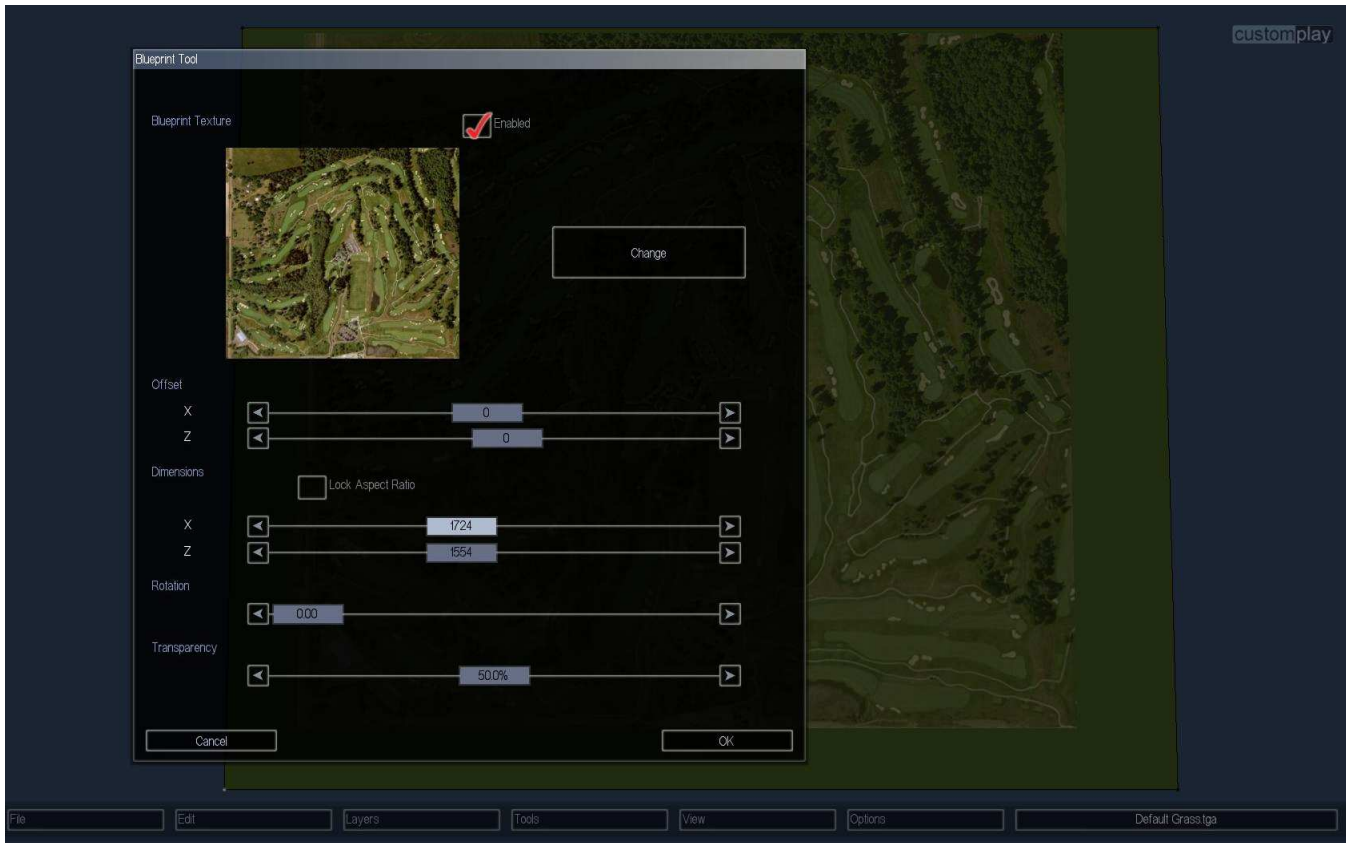 customplay
Blueprint Tool
Blueprint Texture
Enabled
Change
Offset
X
0
Z
0
Dimensions
Lock Aspect Ratio
X
1724
Z
1554
Rotation
0.00
Transparency
50.0%
Cancel
OK
File
Edit
Layers
Tools
View
Options
Default Grass.tga